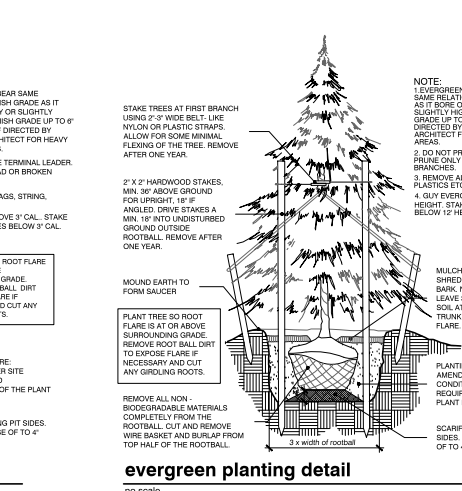 BEAR SAME
ISH GRADE AS IT
Y OR SLIGHTLY
NISH GRADE UP TO 6"
F DIRECTED BY
CHITECT FOR HEAVY
S.
E TERMINAL LEADER.
AD OR BROKEN
AGS, STRING,
OVE 3" CAL.. STAKE
ES BELOW 3" CAL.
ROOT FLARE
E
GRADE.
BALL DIRT
ARE IF
D CUT ANY
TS.
RE:
ER SITE
D
OF THE PLANT
NG PIT SIDES.
SE OF TO 4"
STAKE TREES AT FIRST BRANCH
USING 2"-3" WIDE BELT- LIKE
NYLON OR PLASTIC STRAPS.
ALLOW FOR SOME MINIMAL
FLEXING OF THE TREE. REMOVE
AFTER ONE YEAR.
2" X 2" HARDWOOD STAKES,
MIN. 36" ABOVE GROUND
FOR UPRIGHT, 18" IF
ANGLED. DRIVE STAKES A
MIN. 18" INTO UNDISTURBED
GROUND OUTSIDE
ROOTBALL. REMOVE AFTER
ONE YEAR.
MOUND EARTH TO
FORM SAUCER
PLANT TREE SO ROOT
FLARE IS AT OR ABOVE
SURROUNDING GRADE.
REMOVE ROOT BALL DIRT
TO EXPOSE FLARE IF
NECESSARY AND CUT
ANY GIRDLING ROOTS.
REMOVE ALL NON -
BIODEGRADABLE MATERIALS
COMPLETELY FROM THE
ROOTBALL. CUT AND REMOVE
WIRE BASKET AND BURLAP FROM
TOP HALF OF THE ROOTBALL.
3 x width of rootball
evergreen planting detail
no scale
NOTE:
1.EVERGREEN
SAME RELATI
AS IT BORE O
SLIGHTLY HIG
GRADE UP TO
DIRECTED BY
ARCHITECT F
AREAS.
2. DO NOT PR
PRUNE ONLY
BRANCHES.
3. REMOVE A
PLASTICS ETC
4. GUY EVERG
HEIGHT. STAK
BELOW 12' HE
MULCH
SHRED
BARK. N
LEAVE 3
SOIL AT
TRUNK
FLARE.
PLANTI
AMEND
CONDIT
REQUIR
PLANT
SCARIF
SIDES.
OF TO 4